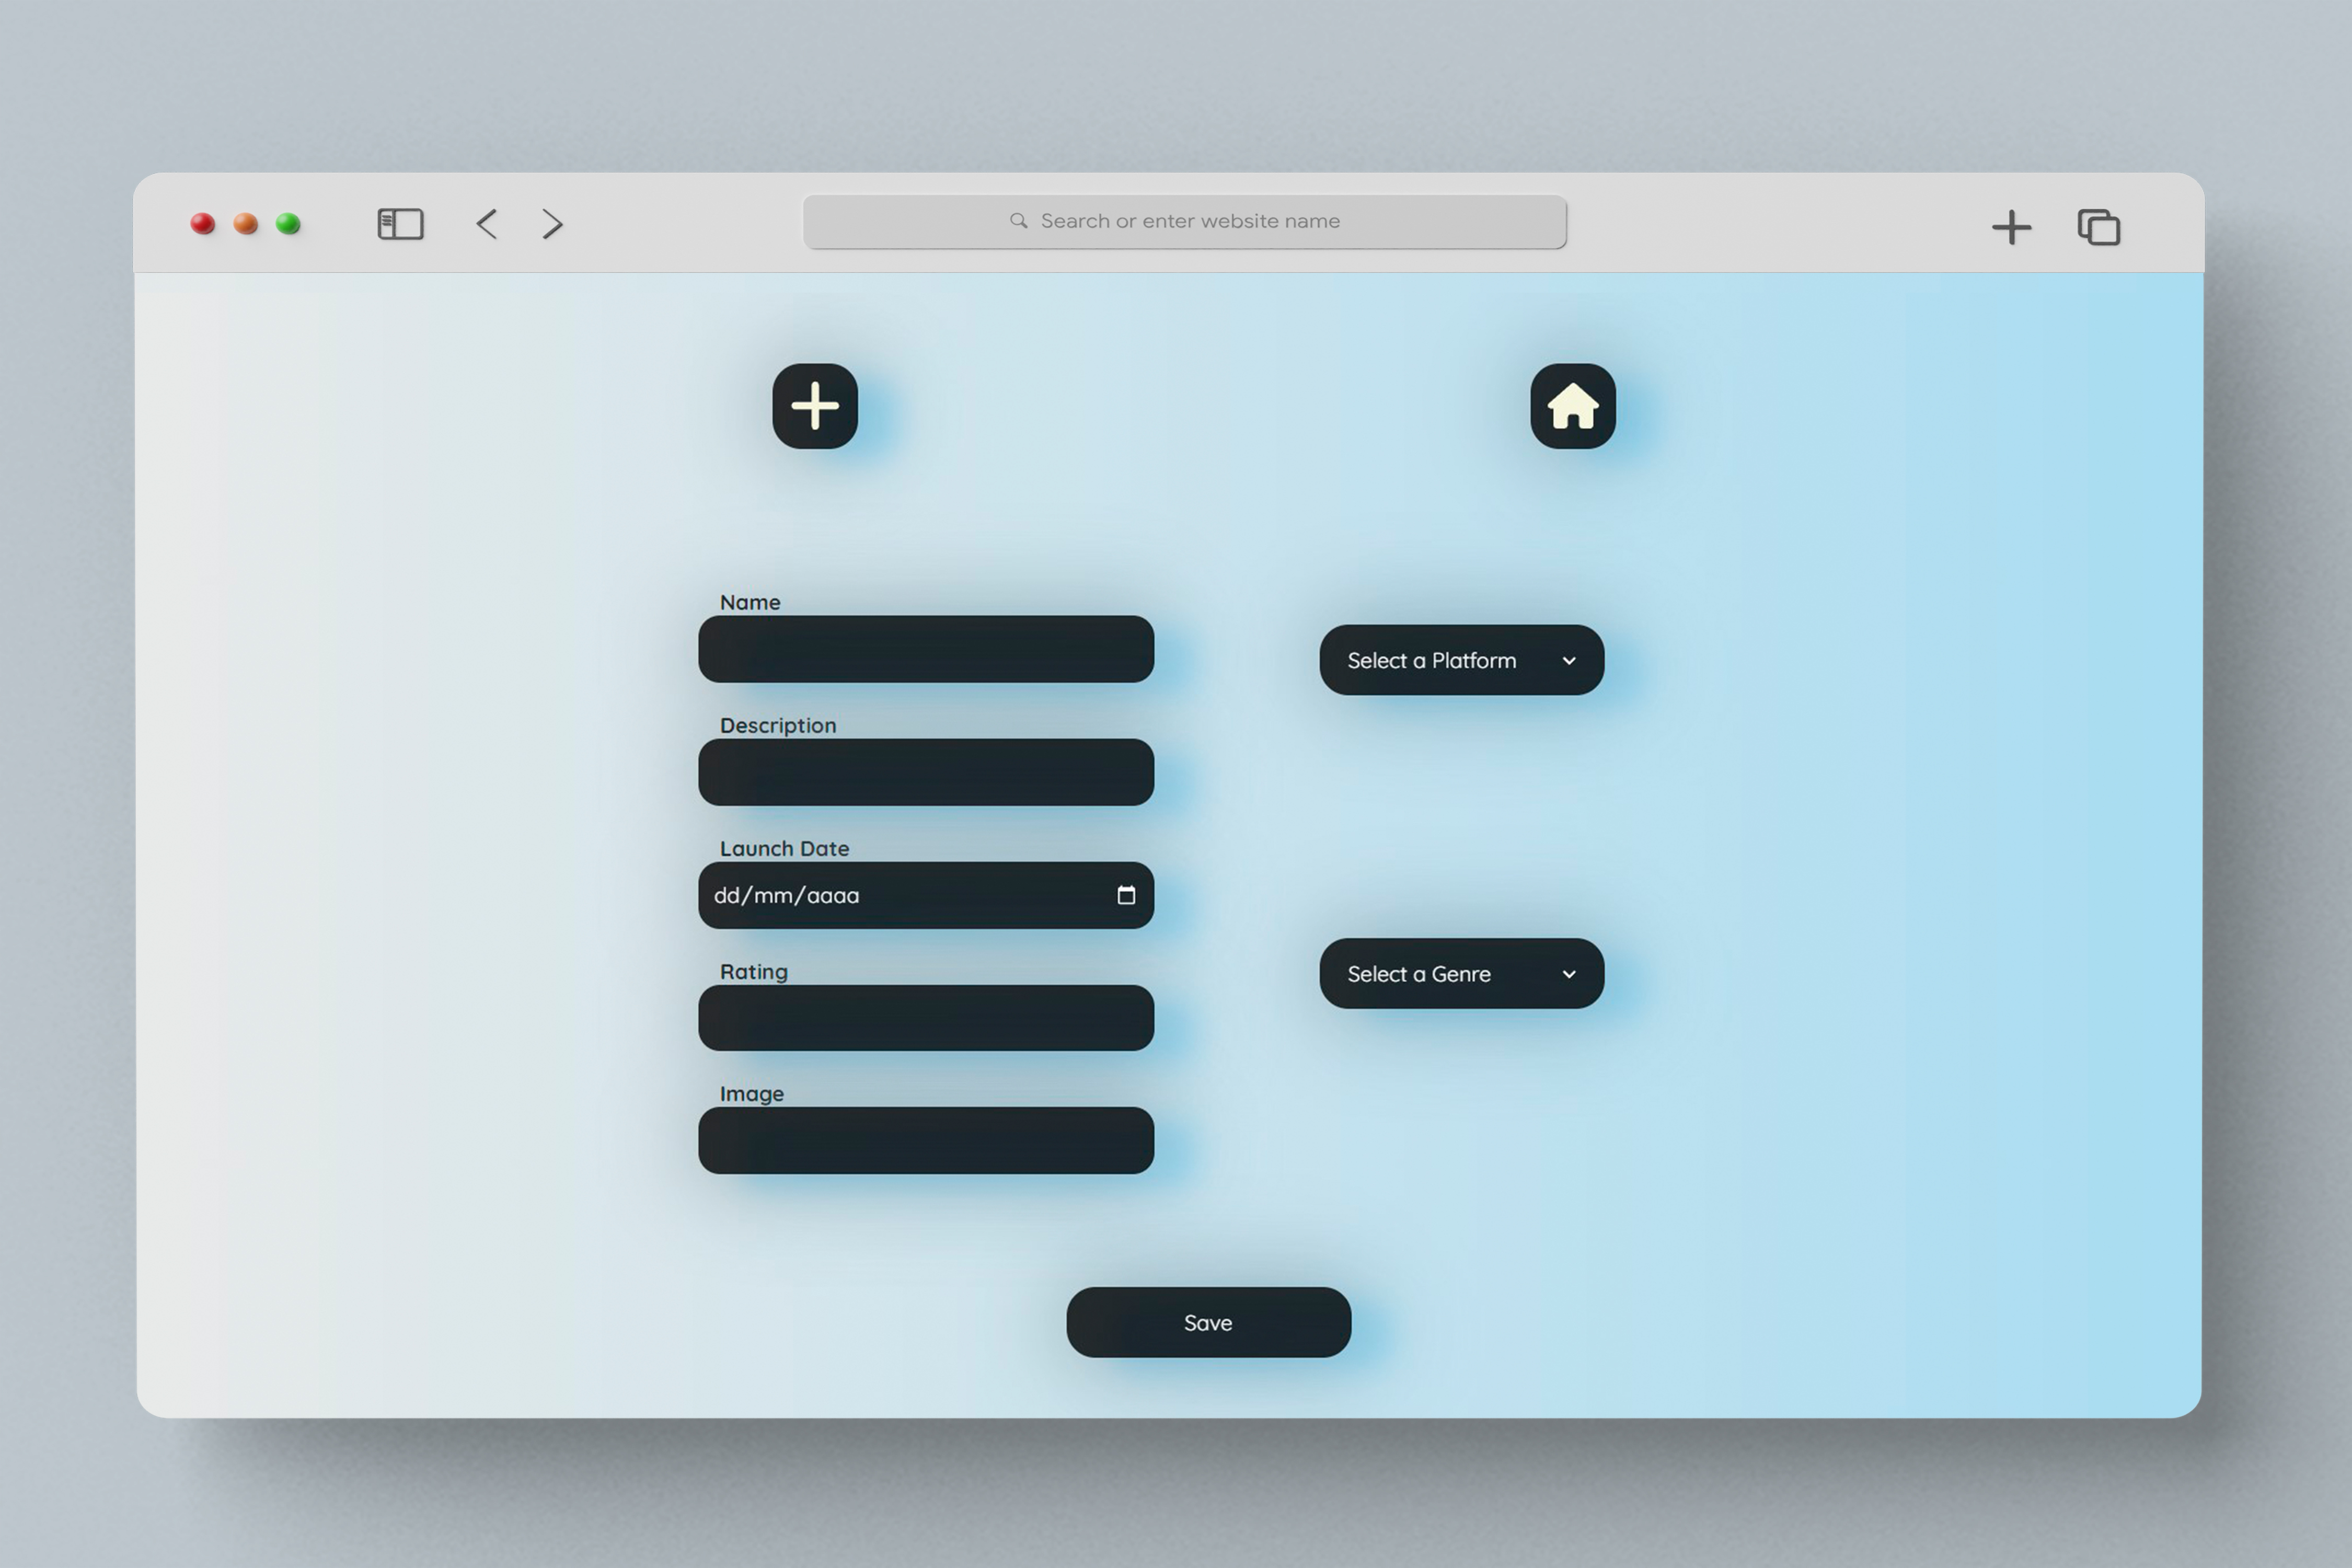 Search or enter website name
Name
Description
Launch Date
dd/mm/aaaa
Rating
Image
Select a Platform
Select a Genre
Save